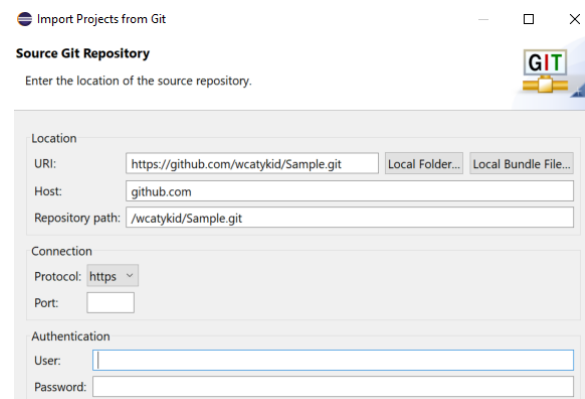 Import Projects from Git
Source Git Repository
Enter the location of the source repository.
GIT
Location
URI: https://github.com/wcatykid/Sample.git Local Folder... Local Bundle File...
Host: github.com
Repository path: /wcatykid/Sample.git
Connection
Protocol: https
Port:
Authentication
User:
Password: